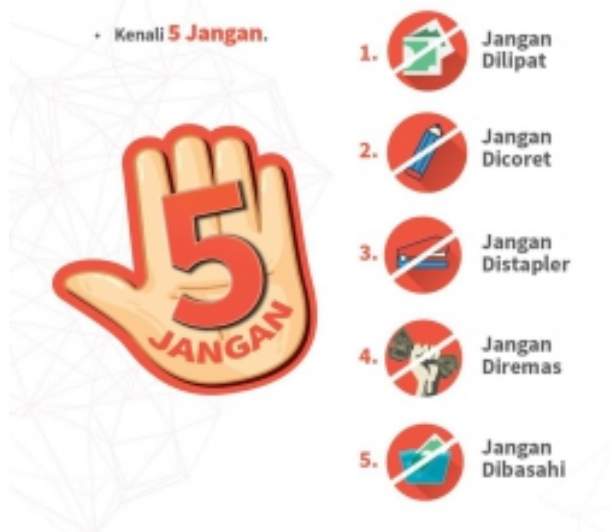 • Kenali 5 Jangan.
5
JANGAN
1. Jangan
Dilipat
2. Jangan
Dicoret
3. Jangan
Distapler
4. Jangan
Diremas
5. Jangan
Dibasahi